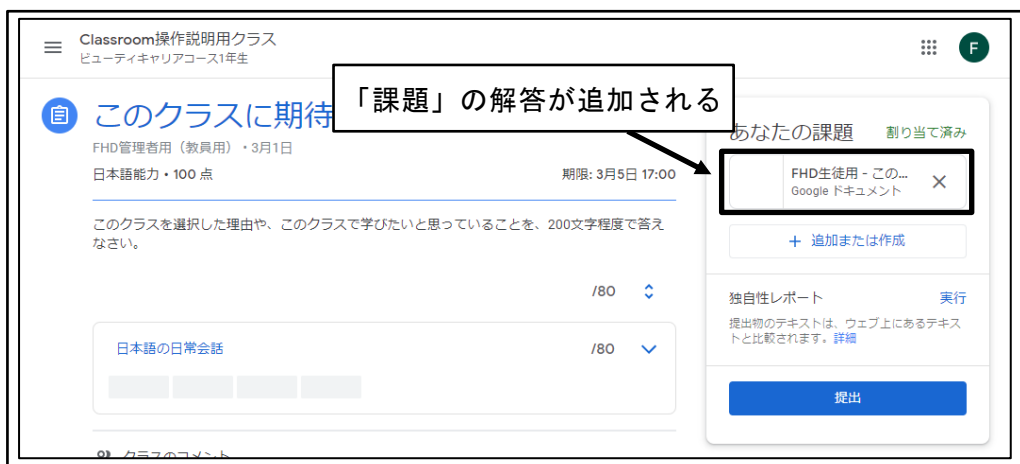 Classroom操作説明用クラス
ビューティキャリアコース1年生
F
「課題」の解答が追加される
このクラスに期待
FHD管理者用（教員用）・3月1日
日本語能力・100 点
期限: 3月5日 17:00
このクラスを選択した理由や、このクラスで学びたいと思っていることを、200文字程度で答え
なさい。
/80
日本語の日常会話
/80
クラスのコメント
あなたの課題
割り当て済み
FHD生徒用 - この...
Google ドキュメント
＋ 追加または作成
独自性レポート
実行
提出物のテキストは、ウェブ上にあるテキス
トと比較されます。詳細
提出